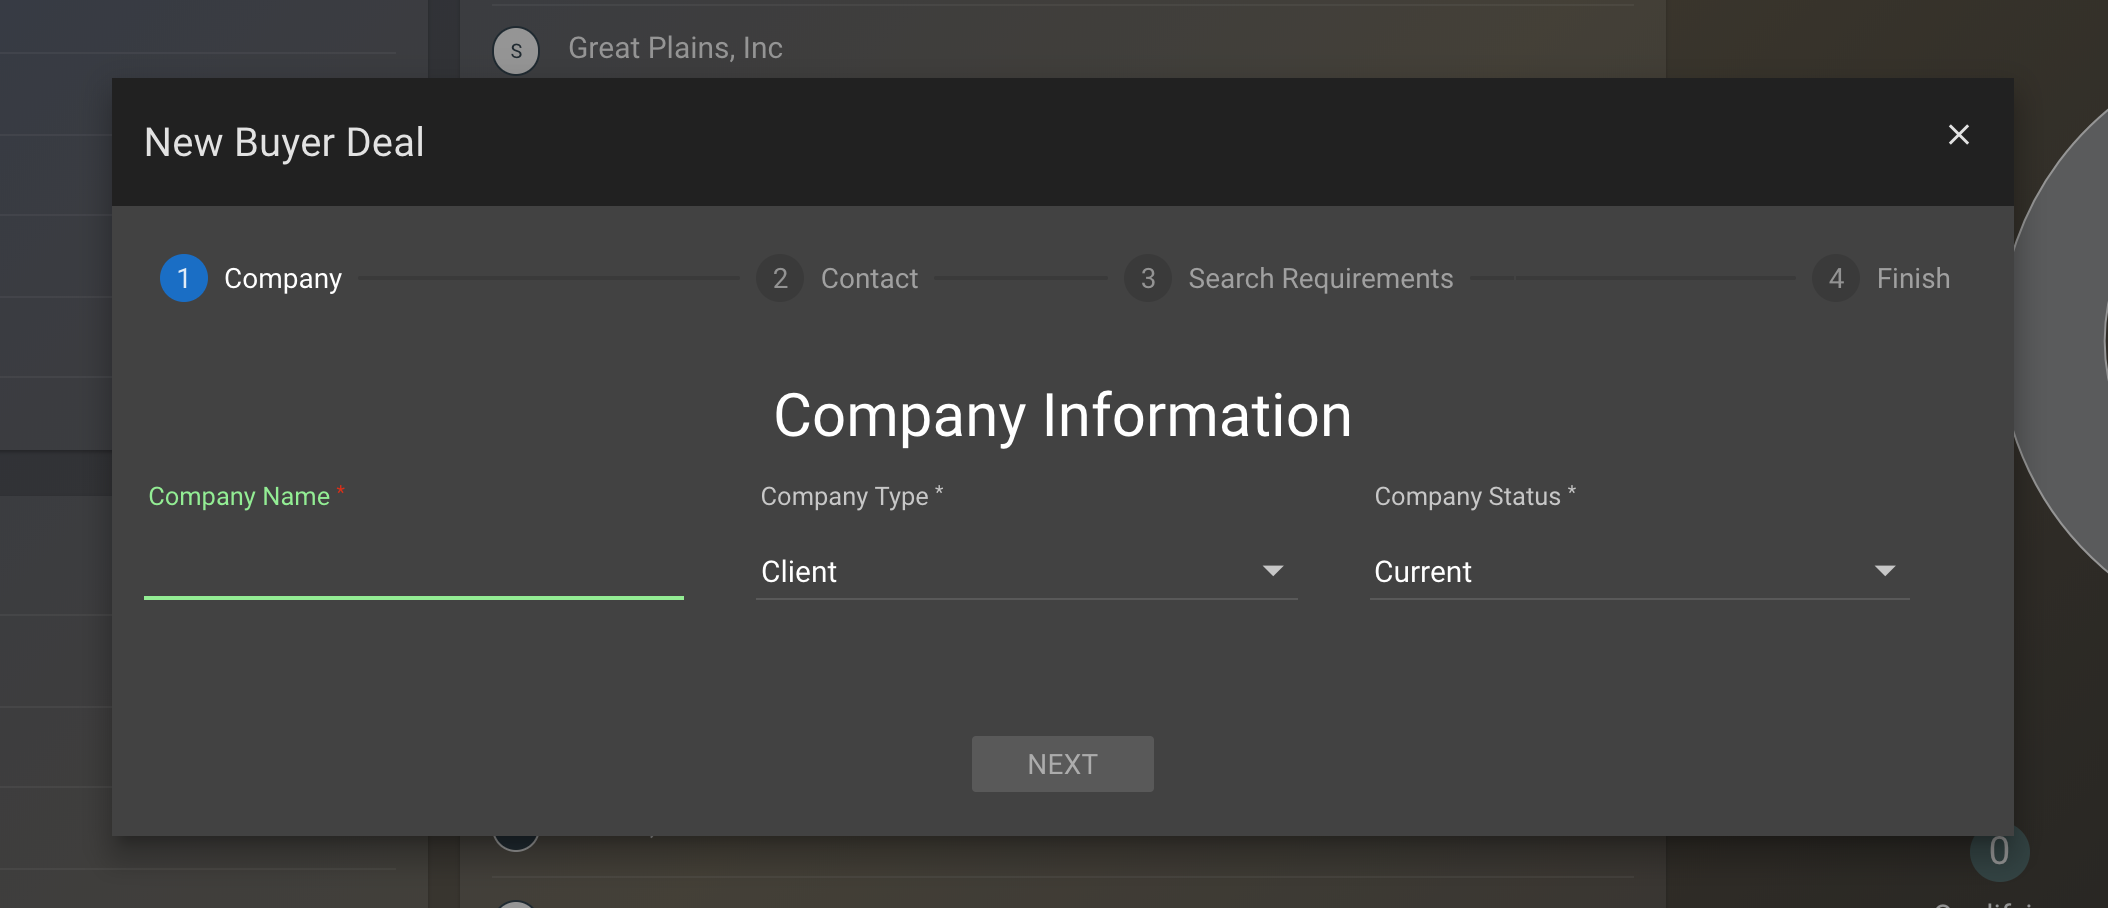 S Great Plains, Inc
New Buyer Deal
1 Company 2 Contact 3 Search Requirements 4 Finish
Company Information
Company Name * Company Type * Company Status *
Client Current
NEXT
0